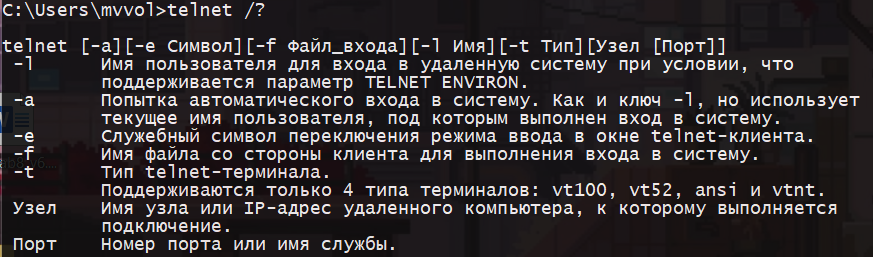 C:\Users\mvvol>telnet /?
telnet [-a][-e Символ][-f Файл_входа][-l Имя][-t Тип][Узел [Порт]]
-l Имя пользователя для входа в удаленную систему при условии, что
поддерживается параметр TELNET ENVIRON.
-a Попытка автоматического входа в систему. Как и ключ -l, но использует
текущее имя пользователя, под которым выполнен вход в систему.
-e Служебный символ переключения режима ввода в окне telnet-клиента.
-f Имя файла со стороны клиента для выполнения входа в систему.
-t Тип telnet-терминала.
Поддерживаются только 4 типа терминалов: vt100, vt52, ansi и vtnt.
Узел Имя узла или IP-адрес удаленного компьютера, к которому выполняется
подключение.
Порт Номер порта или имя службы.